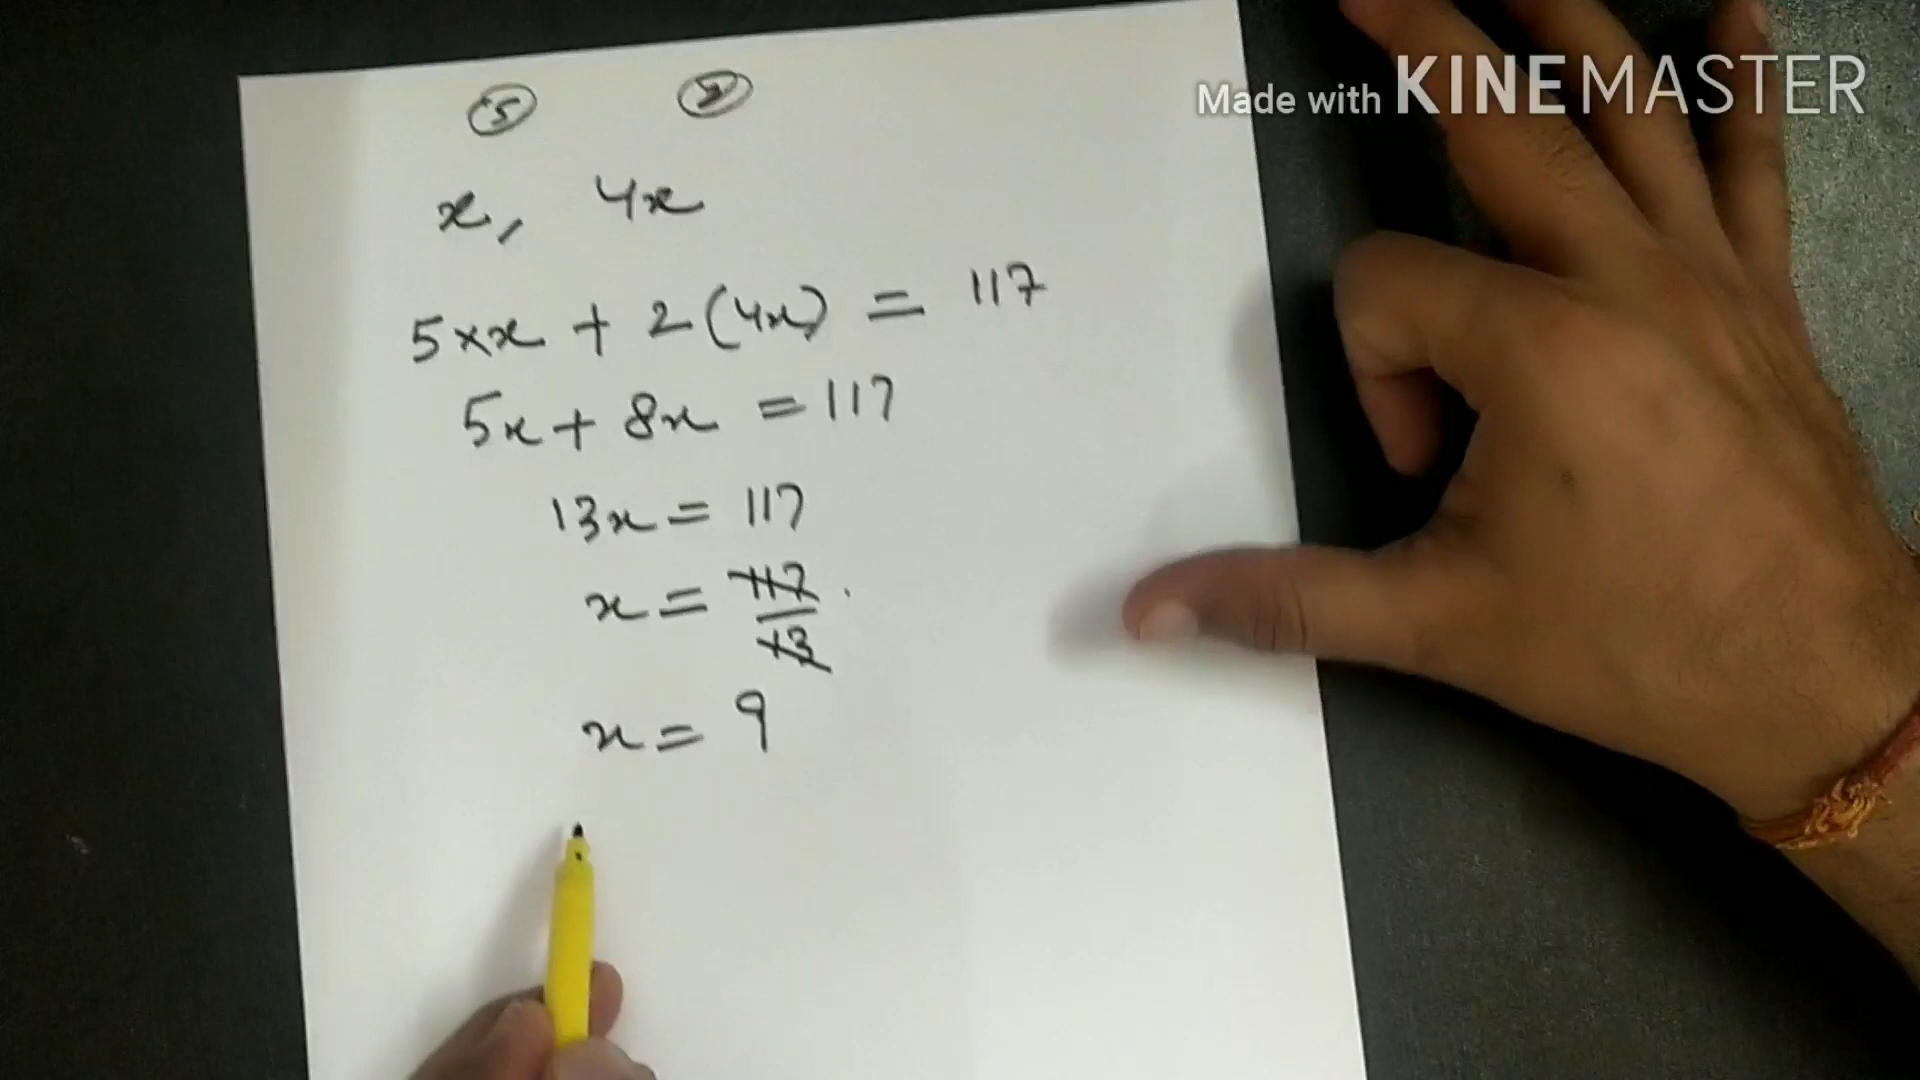 Made with KINEMASTER
5 2
x, 4x
5×x + 2(4x) = 117
5x + 8x = 117
13x = 117
x = 117/13
x = 9